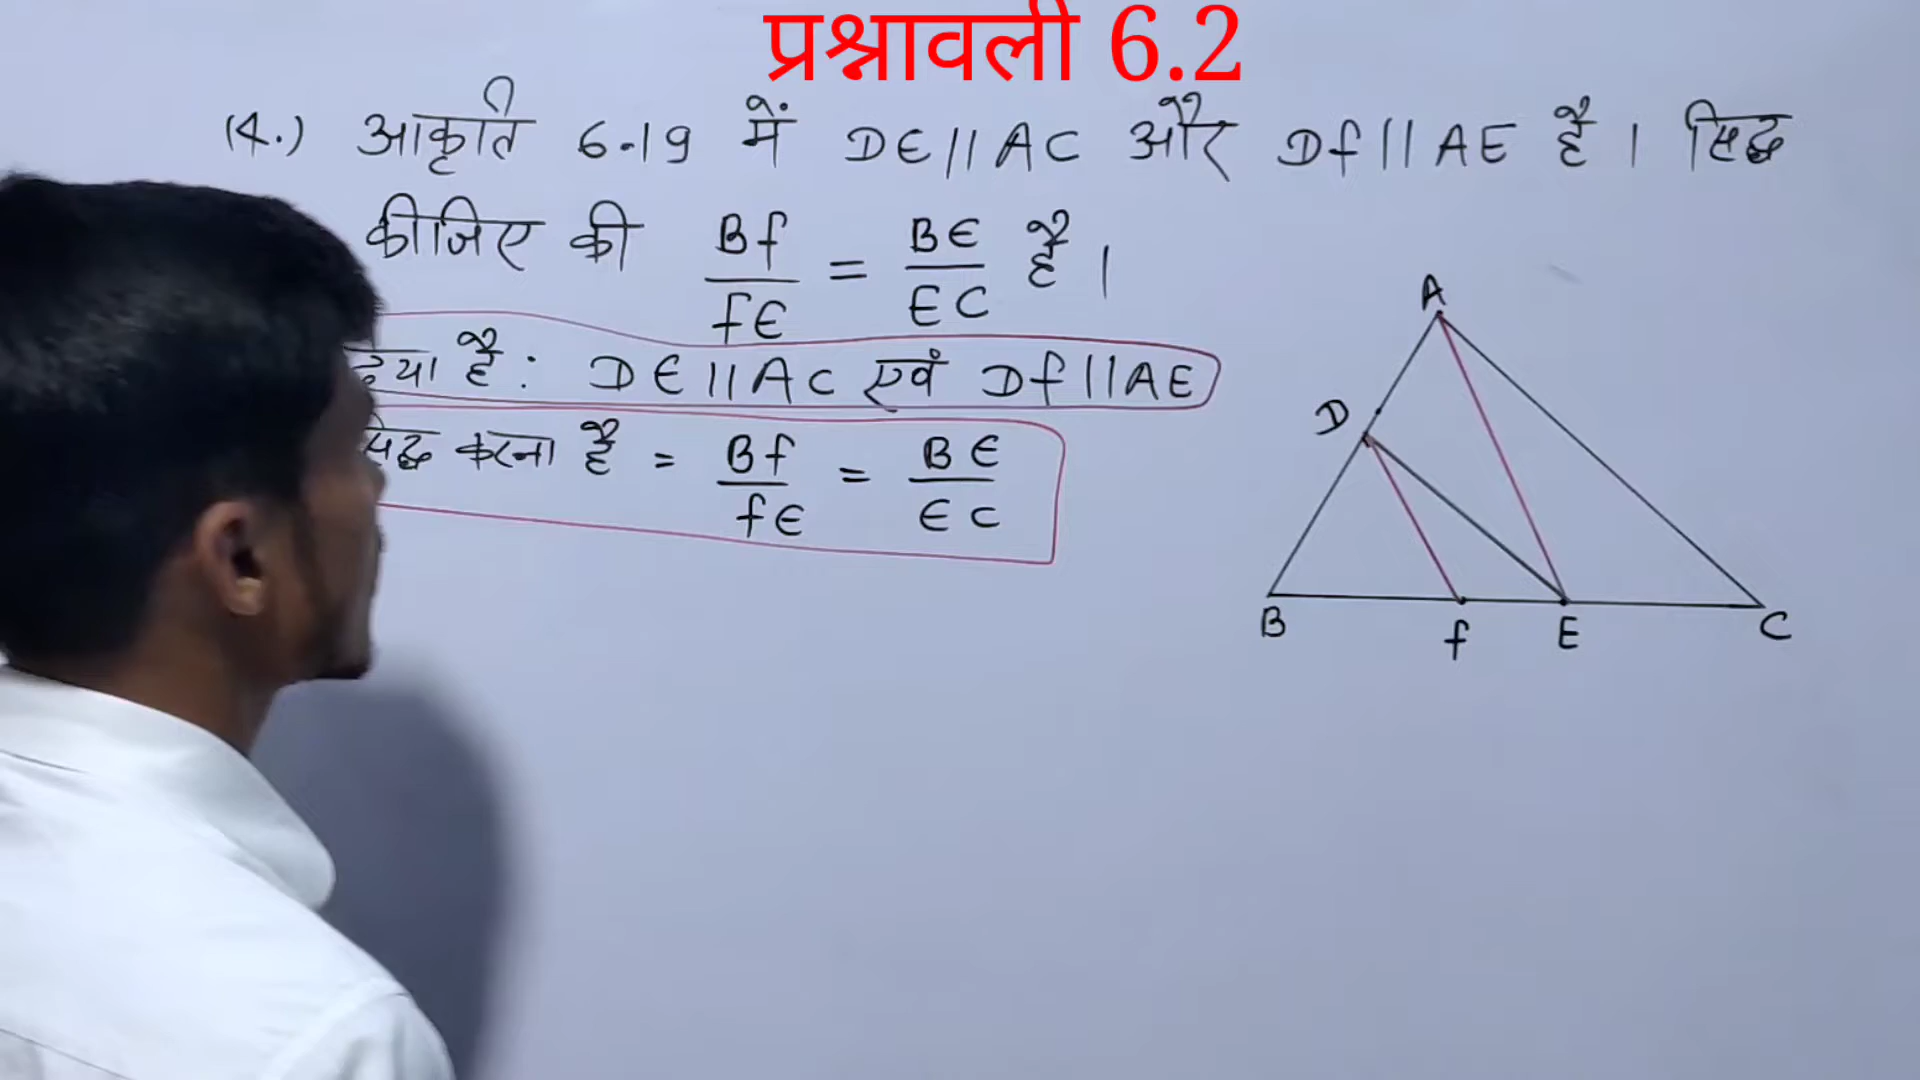 प्रश्नावली 6.2
(4.) आकृति 6.19 में DE||AC और Df||AE है। सिद्ध
कीजिए की Bf/fE = BE/EC है।
है: DE||AC एवं Df||AE
करना है = Bf/fE = BE/EC
A
D
B f E C